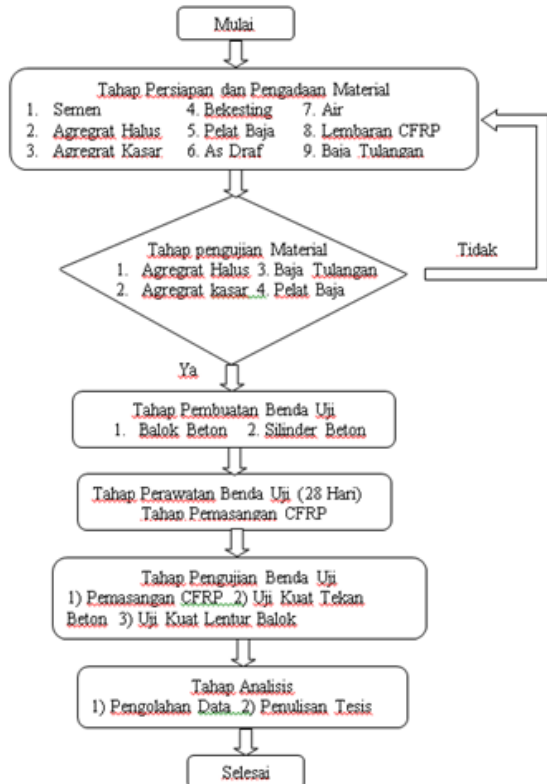 Mulai
Tahap Persiapan dan Pengadaan Material
1. Semen 4. Bekesting 7. Air
2. Agregrat Halus 5. Pelat Baja 8. Lembaran CFRP
3. Agregrat Kasar 6. As Draf 9. Baja Tulangan
Tahap pengujian Material
1. Agregrat Halus 3. Baja Tulangan
2. Agregrat kasar 4. Pelat Baja
Tidak
Ya
Tahap Pembuatan Benda Uji
1. Balok Beton 2. Silinder Beton
Tahap Perawatan Benda Uji (28 Hari)
Tahap Pemasangan CFRP
Tahap Pengujian Benda Uji
1) Pemasangan CFRP 2) Uji Kuat Tekan
Beton 3) Uji Kuat Lentur Balok
Tahap Analisis
1) Pengolahan Data 2) Penulisan Tesis
Selesai